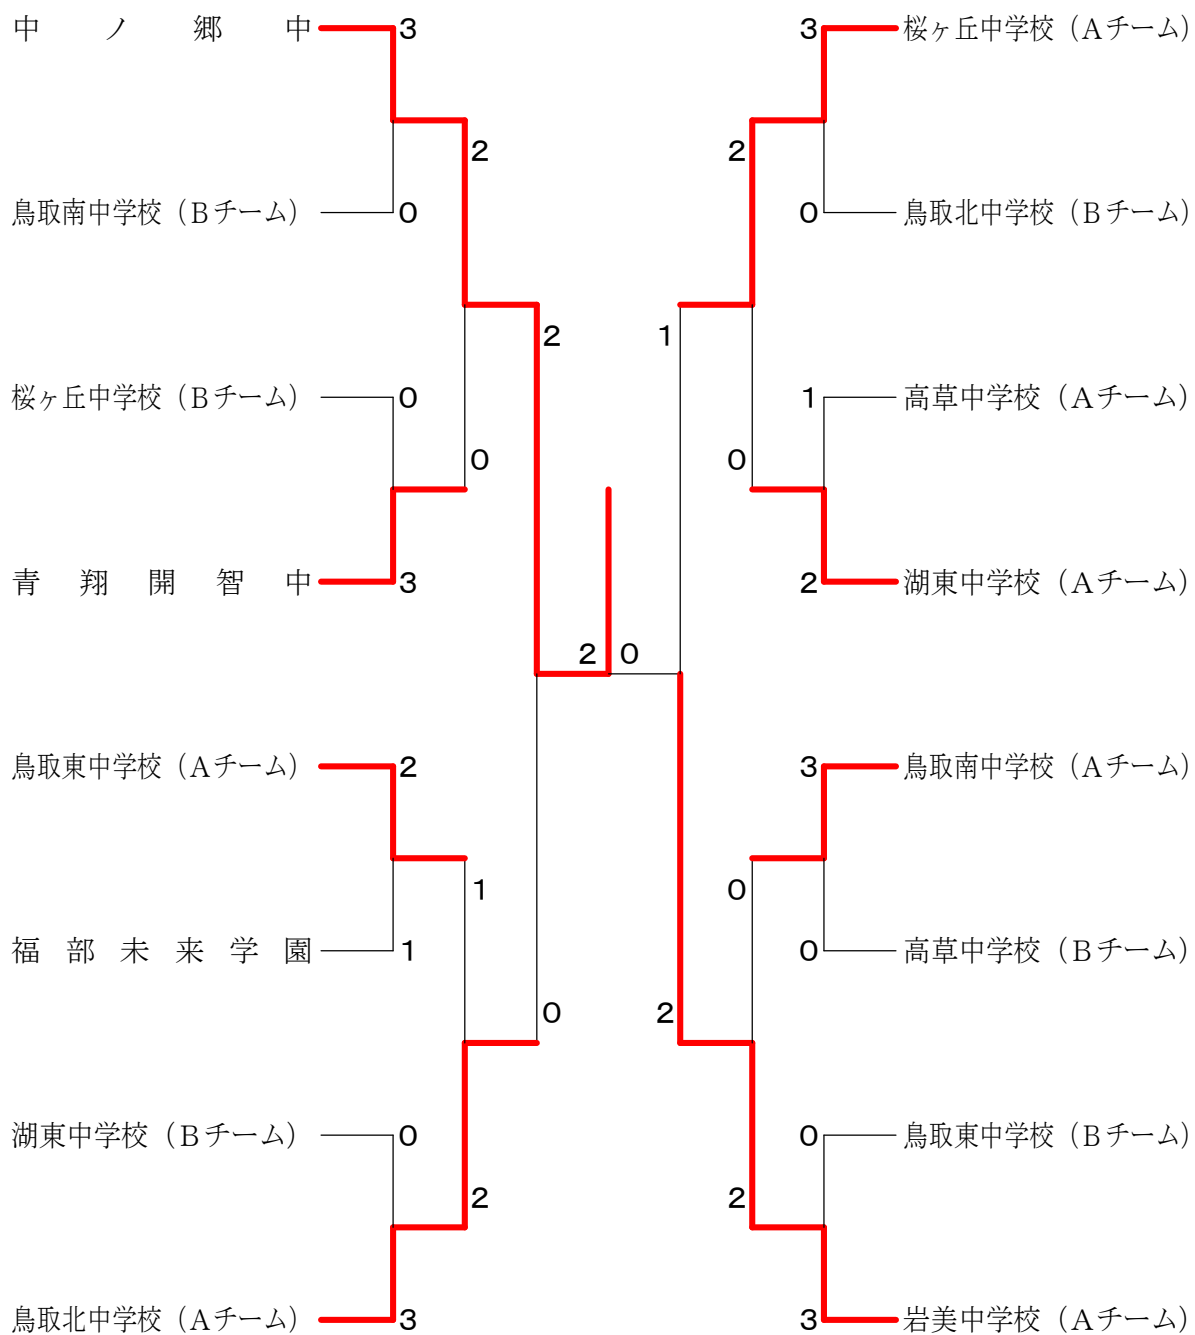 中ノ郷中 3 3 桜ヶ丘中学校（Aチーム）
2 2
鳥取南中学校（Bチーム） 0 0 鳥取北中学校（Bチーム）
2 1
桜ヶ丘中学校（Bチーム） 0 1 高草中学校（Aチーム）
0 0
青翔開智中 3 2 湖東中学校（Aチーム）
2 0
鳥取東中学校（Aチーム） 2 3 鳥取南中学校（Aチーム）
1 0
福部未来学園 1 0 高草中学校（Bチーム）
0 2
湖東中学校（Bチーム） 0 0 鳥取東中学校（Bチーム）
2 2
鳥取北中学校（Aチーム） 3 3 岩美中学校（Aチーム）